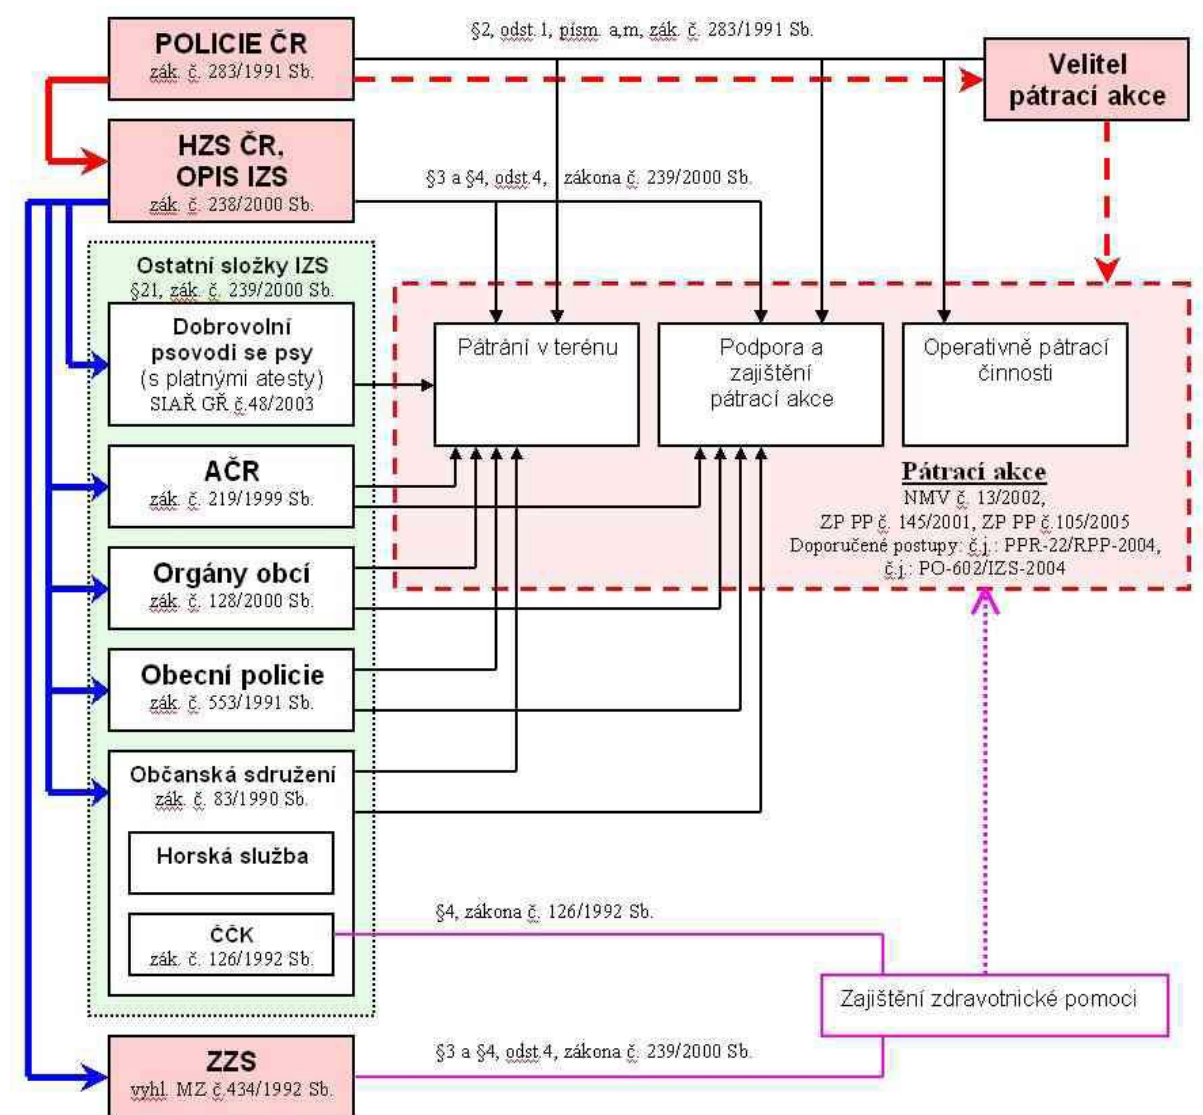 POLICIE ČR
zák. č. 283/1991 Sb.
§2, odst.1, písm. a,m, zák. č. 283/1991 Sb.
Velitel
pátrací akce
HZS ČR,
OPIS IZS
zák. č. 238/2000 Sb.
§3 a §4, odst.4, zákona č. 239/2000 Sb.
Ostatní složky IZS
§21, zák. č. 239/2000 Sb.
Dobrovolní
psovodi se psy
(s platnými atesty)
SIAŘ GŘ č.48/2003
Pátrání v terénu
Podpora a
zajištění
pátrací akce
Operativně pátrací
činnosti
Pátrací akce
NMV č. 13/2002,
ZP PP č. 145/2001, ZP PP č.105/2005
Doporučené postupy: č.j.: PPR-22/RPP-2004,
č.j.: PO-602/IZS-2004
AČR
zák. č. 219/1999 Sb.
Orgány obcí
zák. č. 128/2000 Sb.
Obecní policie
zák. č. 553/1991 Sb.
Občanská sdružení
zák. č. 83/1990 Sb.
Horská služba
ČČK
zák. č. 126/1992 Sb.
§4, zákona č. 126/1992 Sb.
Zajištění zdravotnické pomoci
ZZS
vyhl. MZ č.434/1992 Sb.
§3 a §4, odst.4, zákona č. 239/2000 Sb.